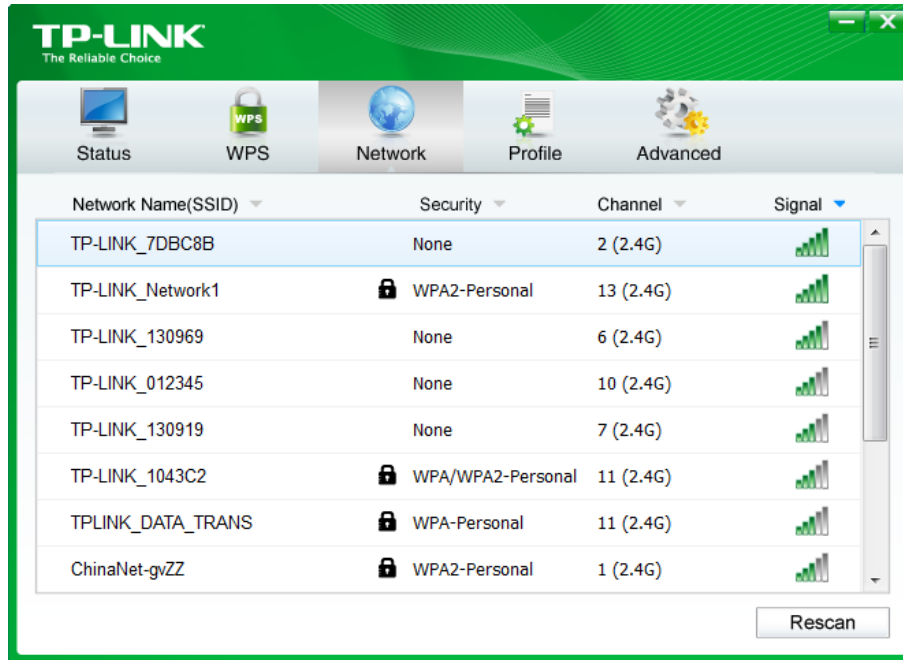 TP-LINK
The Reliable Choice
Status WPS WPS Network Profile Advanced
Network Name(SSID) Security Channel Signal
TP-LINK_7DBC8B None 2 (2.4G)
TP-LINK_Network1 WPA2-Personal 13 (2.4G)
TP-LINK_130969 None 6 (2.4G)
TP-LINK_012345 None 10 (2.4G)
TP-LINK_130919 None 7 (2.4G)
TP-LINK_1043C2 WPA/WPA2-Personal 11 (2.4G)
TPLINK_DATA_TRANS WPA-Personal 11 (2.4G)
ChinaNet-gvZZ WPA2-Personal 1 (2.4G)
Rescan